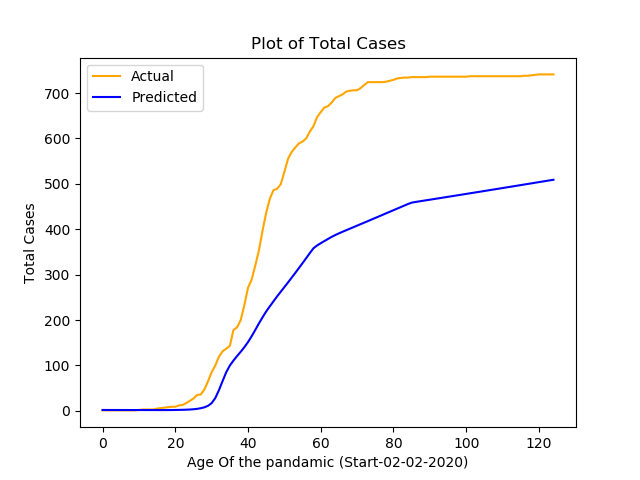 Plot of Total Cases
Actual
Predicted
Total Cases
700
600
500
400
300
200
100
0
0 20 40 60 80 100 120
Age Of the pandamic (Start-02-02-2020)